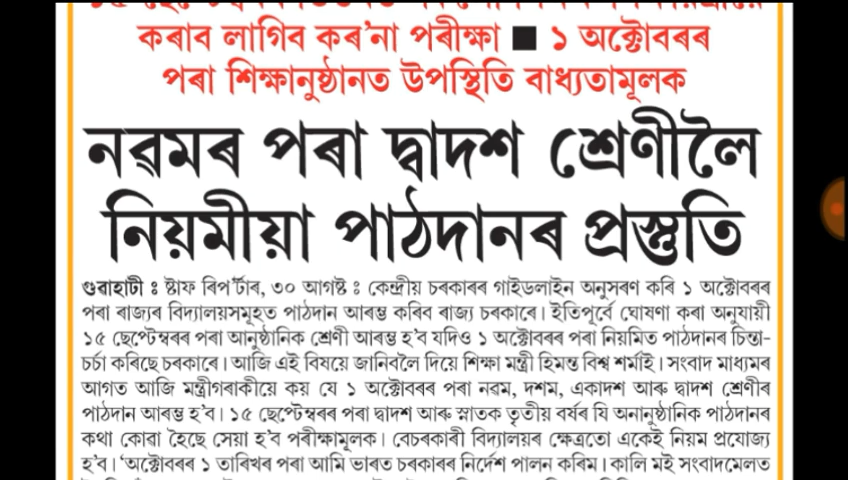 কৰাব লাগিব কৰ'না পৰীক্ষা ■ ১ অক্টোবৰৰ
পৰা শিক্ষানুষ্ঠানত উপস্থিতি বাধ্যতামূলক
নৱমৰ পৰা দ্বাদশ শ্ৰেণীলৈ
নিয়মীয়া পাঠদানৰ প্ৰস্তুতি
গুৱাহাটী ঃ ষ্টাফ ৰিপ'ৰ্টাৰ, ৩০ আগষ্ট ঃ কেন্দ্ৰীয় চৰকাৰৰ গাইডলাইন অনুসৰণ কৰি ১ অক্টোবৰৰ
পৰা ৰাজ্যৰ বিদ্যালয়সমূহত পাঠদান আৰম্ভ কৰিব ৰাজ্য চৰকাৰে। ইতিপূৰ্বে ঘোষণা কৰা অনুযায়ী
১৫ ছেপ্টেম্বৰৰ পৰা আনুষ্ঠানিক শ্ৰেণী আৰম্ভ হ'ব যদিও ১ অক্টোবৰৰ পৰা নিয়মিত পাঠদানৰ চিন্তা-
চৰ্চা কৰিছে চৰকাৰে। আজি এই বিষয়ে জানিবলৈ দিয়ে শিক্ষা মন্ত্ৰী হিমন্ত বিশ্ব শৰ্মাই। সংবাদ মাধ্যমৰ
আগত আজি মন্ত্ৰীগৰাকীয়ে কয় যে ১ অক্টোবৰৰ পৰা নৱম, দশম, একাদশ আৰু দ্বাদশ শ্ৰেণীৰ
পাঠদান আৰম্ভ হ'ব। ১৫ ছেপ্টেম্বৰৰ পৰা দ্বাদশ আৰু স্নাতক তৃতীয় বৰ্ষৰ যি অনানুষ্ঠানিক পাঠদানৰ
কথা কোৱা হৈছে সেয়া হ'ব পৰীক্ষামূলক। বেচৰকাৰী বিদ্যালয়ৰ ক্ষেত্ৰতো একেই নিয়ম প্ৰযোজ্য
হ'ব। 'অক্টোবৰৰ ১ তাৰিখৰ পৰা আমি ভাৰত চৰকাৰৰ নিৰ্দেশ পালন কৰিম। কালি মই সংবাদমেলত